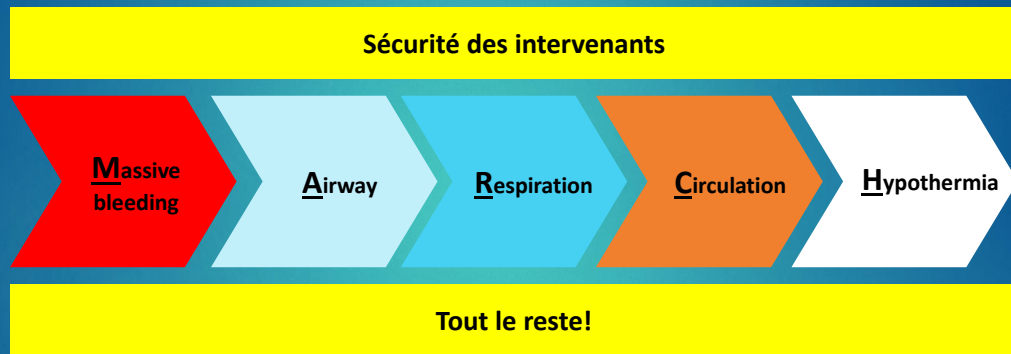 Sécurité des intervenants
Massive
bleeding
Airway
Respiration
Circulation
Hypothermia
Tout le reste!